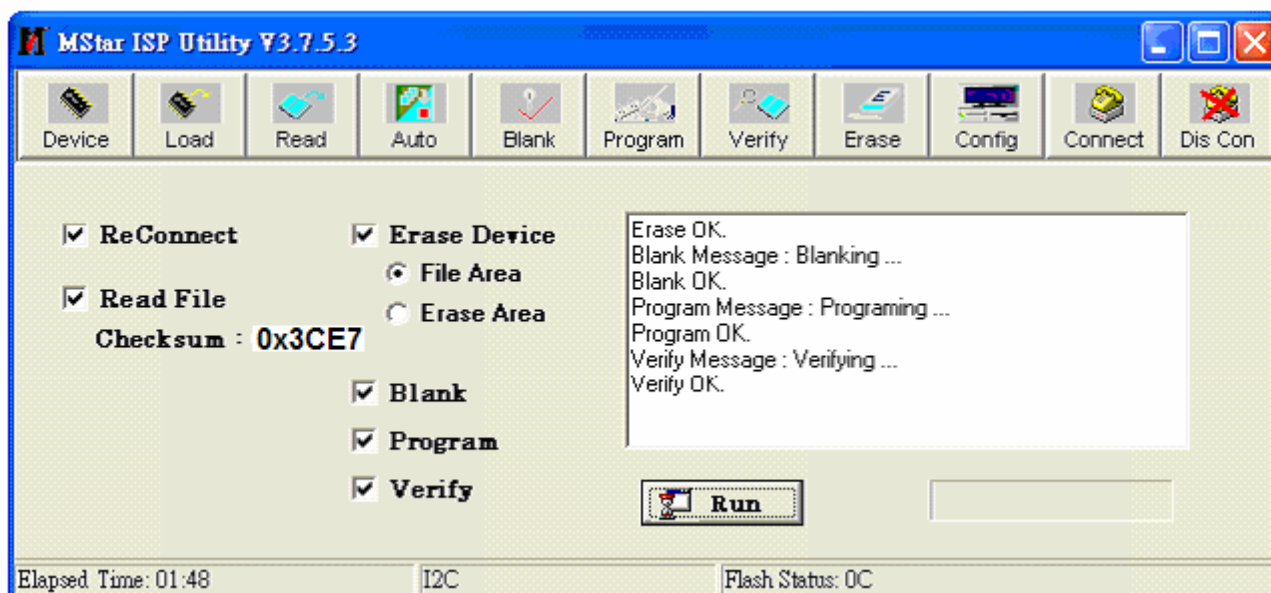 MStar ISP Utility V3.7.5.3
Device Load Read Auto Blank Program Verify Erase Config Connect Dis Con
ReConnect
Read File
Checksum : 0x3CE7
Erase Device
File Area
Erase Area
Blank
Program
Verify
Erase OK.
Blank Message : Blanking ...
Blank OK.
Program Message : Programing ...
Program OK.
Verify Message : Verifying ...
Verify OK.
Run
Elapsed Time: 01:48 I2C Flash Status: 0C